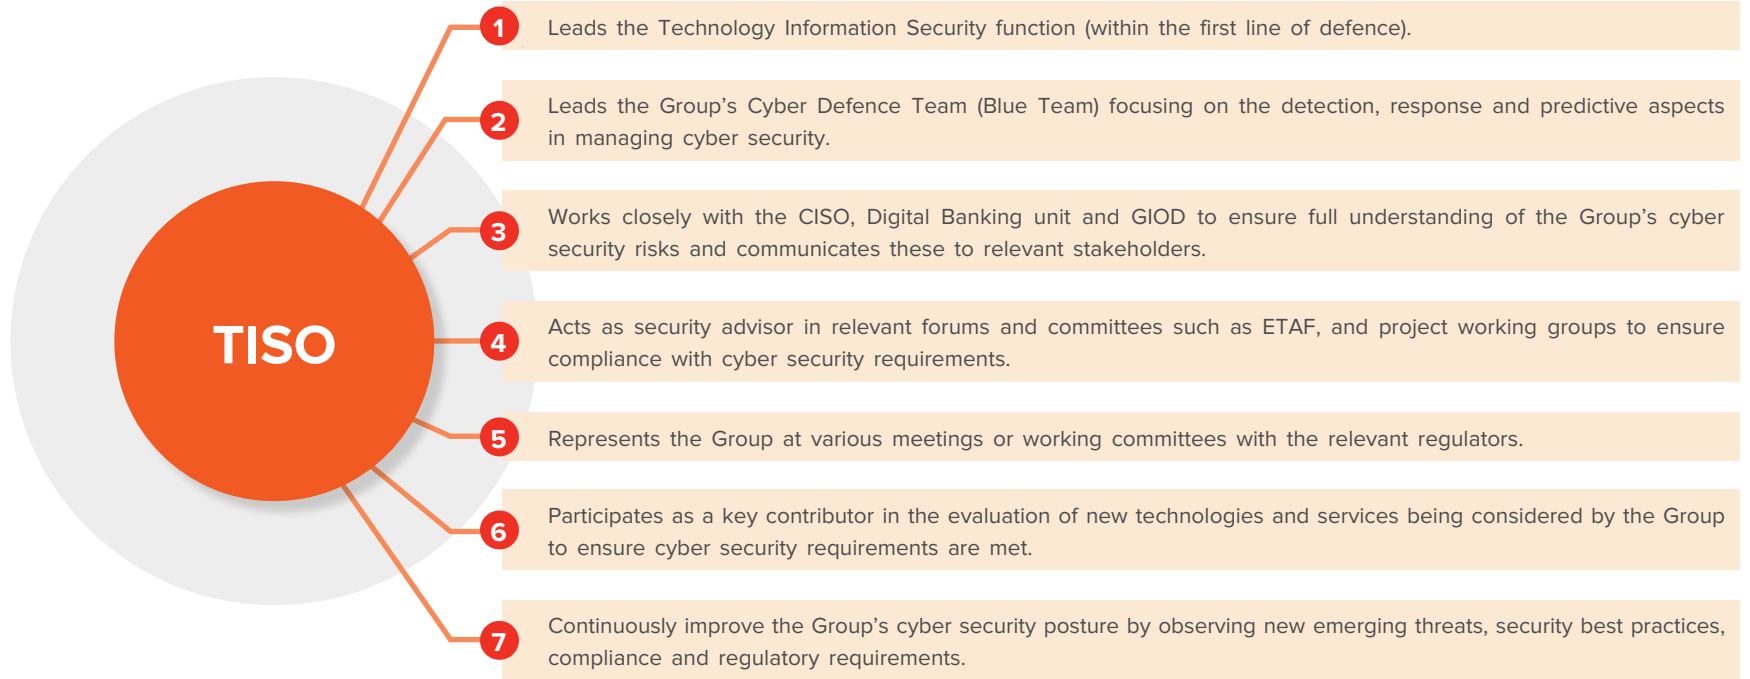 TISO
1
Leads the Technology Information Security function (within the first line of defence).
2
Leads the Group’s Cyber Defence Team (Blue Team) focusing on the detection, response and predictive aspects
in managing cyber security.
3
Works closely with the CISO, Digital Banking unit and GIOD to ensure full understanding of the Group’s cyber
security risks and communicates these to relevant stakeholders.
4
Acts as security advisor in relevant forums and committees such as ETAF, and project working groups to ensure
compliance with cyber security requirements.
5
Represents the Group at various meetings or working committees with the relevant regulators.
6
Participates as a key contributor in the evaluation of new technologies and services being considered by the Group
to ensure cyber security requirements are met.
7
Continuously improve the Group’s cyber security posture by observing new emerging threats, security best practices,
compliance and regulatory requirements.